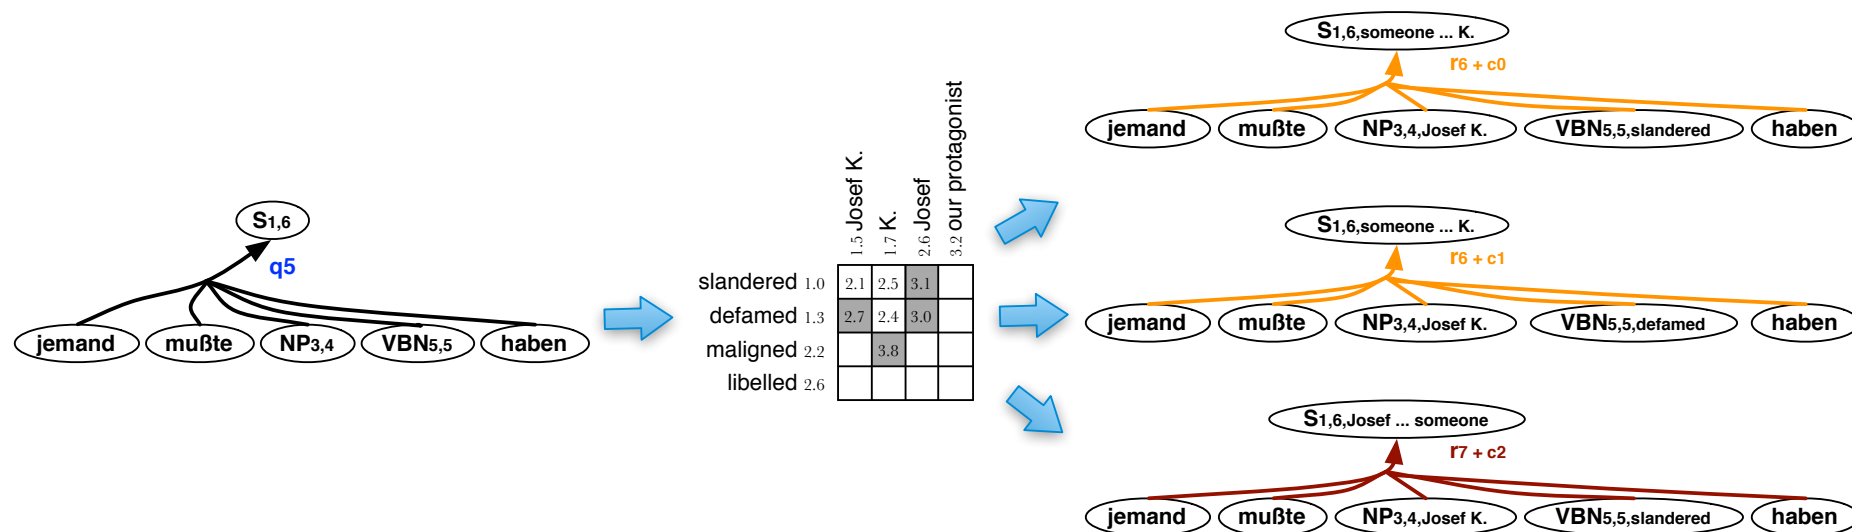 S1,6
q5
jemand mußte NP3,4 VBN5,5 haben
1.5 Josef K.
1.7 K.
2.6 Josef
3.2 our protagonist
slandered 1.0 2.1 2.5 3.1
defamed 1.3 2.7 2.4 3.0
maligned 2.2 3.8
libelled 2.6
S1,6,someone ... K.
r6 + c0
jemand mußte NP3,4,Josef K. VBN5,5,slandered haben
S1,6,someone ... K.
r6 + c1
jemand mußte NP3,4,Josef K. VBN5,5,defamed haben
S1,6,Josef ... someone
r7 + c2
jemand mußte NP3,4,Josef K. VBN5,5,slandered haben